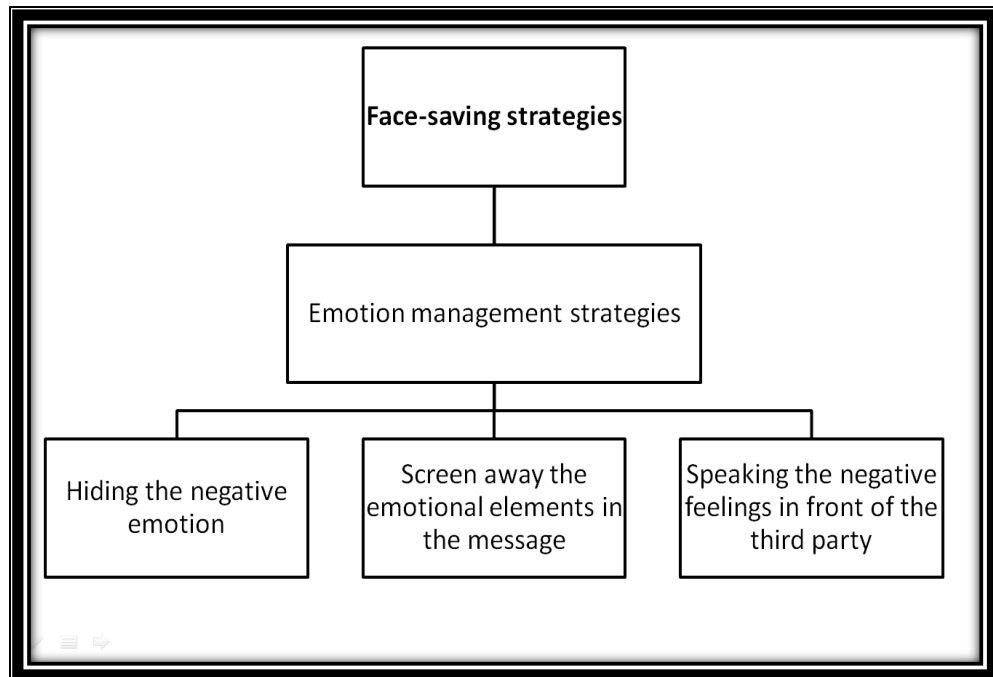 Face-saving strategies
Emotion management strategies
Hiding the negative
emotion
Screen away the
emotional elements in
the message
Speaking the negative
feelings in front of the
third party